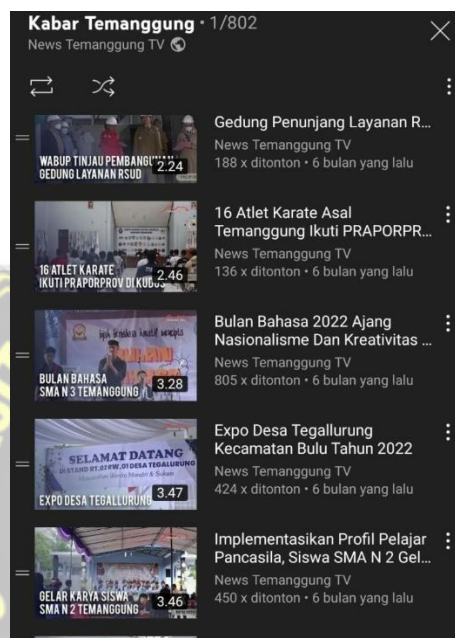 Kabar Temanggung • 1/802
News Temanggung TV
WABUP TINJAU PEMBANGUNAN
GEDUNG LAYANAN RSUD
2.24
Gedung Penunjang Layanan R...
News Temanggung TV
188 x ditonton • 6 bulan yang lalu
16 ATLET KARATE
IKUTI PRAPORPROV DI KUDUS
2.46
16 Atlet Karate Asal
Temanggung Ikuti PRAPORPR...
News Temanggung TV
136 x ditonton • 6 bulan yang lalu
BULAN BAHASA
SMA N 3 TEMANGGUNG
3.28
Bulan Bahasa 2022 Ajang
Nasionalisme Dan Kreativitas ...
News Temanggung TV
805 x ditonton • 6 bulan yang lalu
SELAMAT DATANG
EXPO DESA TEGALLURUNG
3.47
Expo Desa Tegallurung
Kecamatan Bulu Tahun 2022
News Temanggung TV
424 x ditonton • 6 bulan yang lalu
GELAR KARYA SISWA
SMA N 2 TEMANGGUNG
3.46
Implementasikan Profil Pelajar
Pancasila, Siswa SMA N 2 Gel...
News Temanggung TV
450 x ditonton • 6 bulan yang lalu